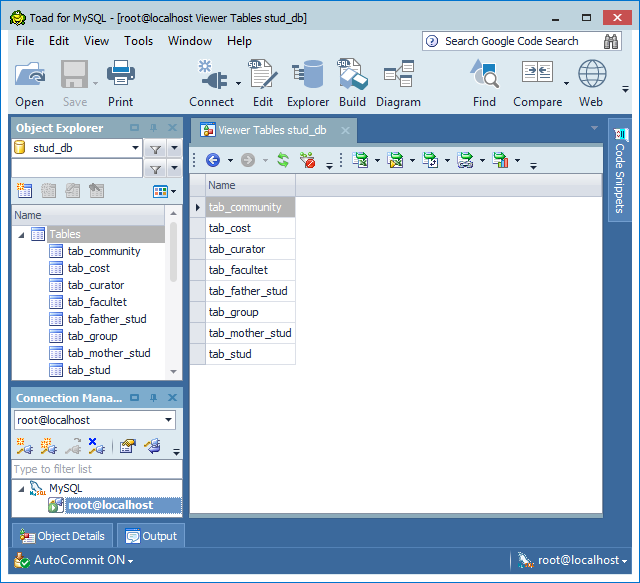 Toad for MySQL - [root@localhost Viewer Tables stud_db]
File Edit View Tools Window Help
Search Google Code Search
Open Save Print Connect Edit Explorer Build Diagram Find Compare Web
Object Explorer
stud_db
Name
Tables
tab_community
tab_cost
tab_curator
tab_facultet
tab_father_stud
tab_group
tab_mother_stud
tab_stud
Connection Mana...
root@localhost
Type to filter list
MySQL
root@localhost
Viewer Tables stud_db
Name
tab_community
tab_cost
tab_curator
tab_facultet
tab_father_stud
tab_group
tab_mother_stud
tab_stud
Code Snippets
Object Details Output
AutoCommit ON
root@localhost